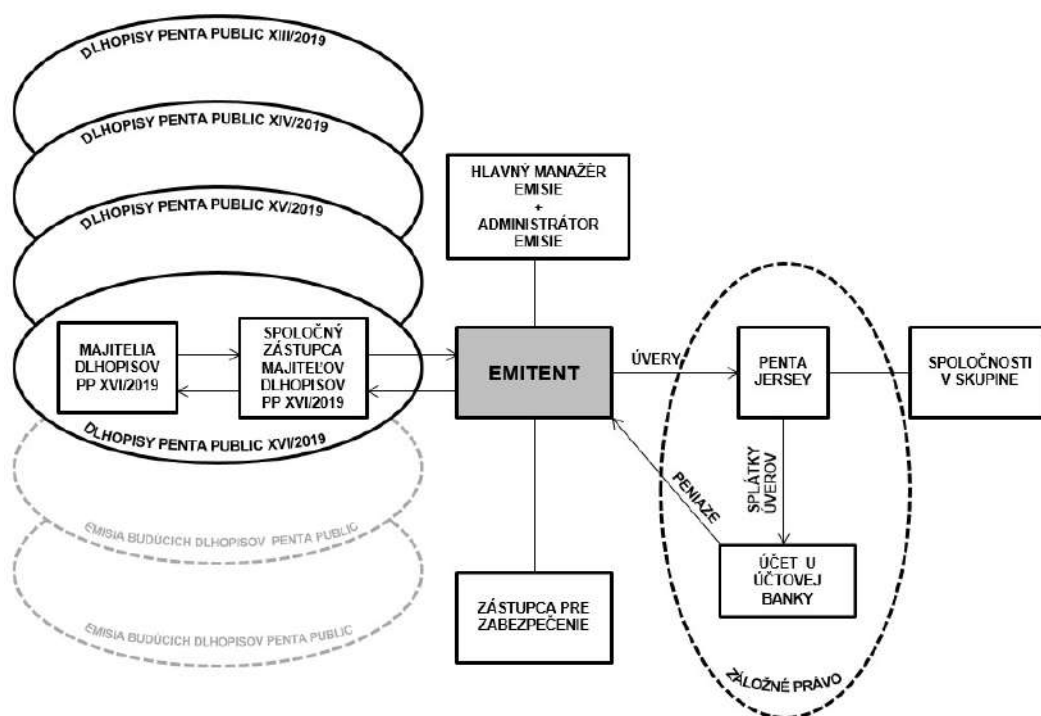 DLHOPISY PENTA PUBLIC XIII/2019
DLHOPISY PENTA PUBLIC XIV/2019
DLHOPISY PENTA PUBLIC XV/2019
MAJITELIA
DLHOPISOV
PP XVI/2019
SPOLOČNÝ
ZÁSTUPCA
MAJITEĽOV
DLHOPISOV
PP XVI/2019
DLHOPISY PENTA PUBLIC XVI/2019
EMISIA BUDÚCICH DLHOPISOV PENTA PUBLIC
EMISIA BUDÚCICH DLHOPISOV PENTA PUBLIC
HLAVNÝ MANAŽÉR
EMISIE
+
ADMINISTRÁTOR
EMISIE
EMITENT
ZÁSTUPCA PRE
ZABEZPEČENIE
ÚVERY
PENTA
JERSEY
SPOLOČNOSTI
V SKUPINE
PENIAZE
SPLÁTKY
ÚVEROV
ÚČET U
ÚČTOVEJ
BANKY
ZÁLOŽNÉ PRÁVO